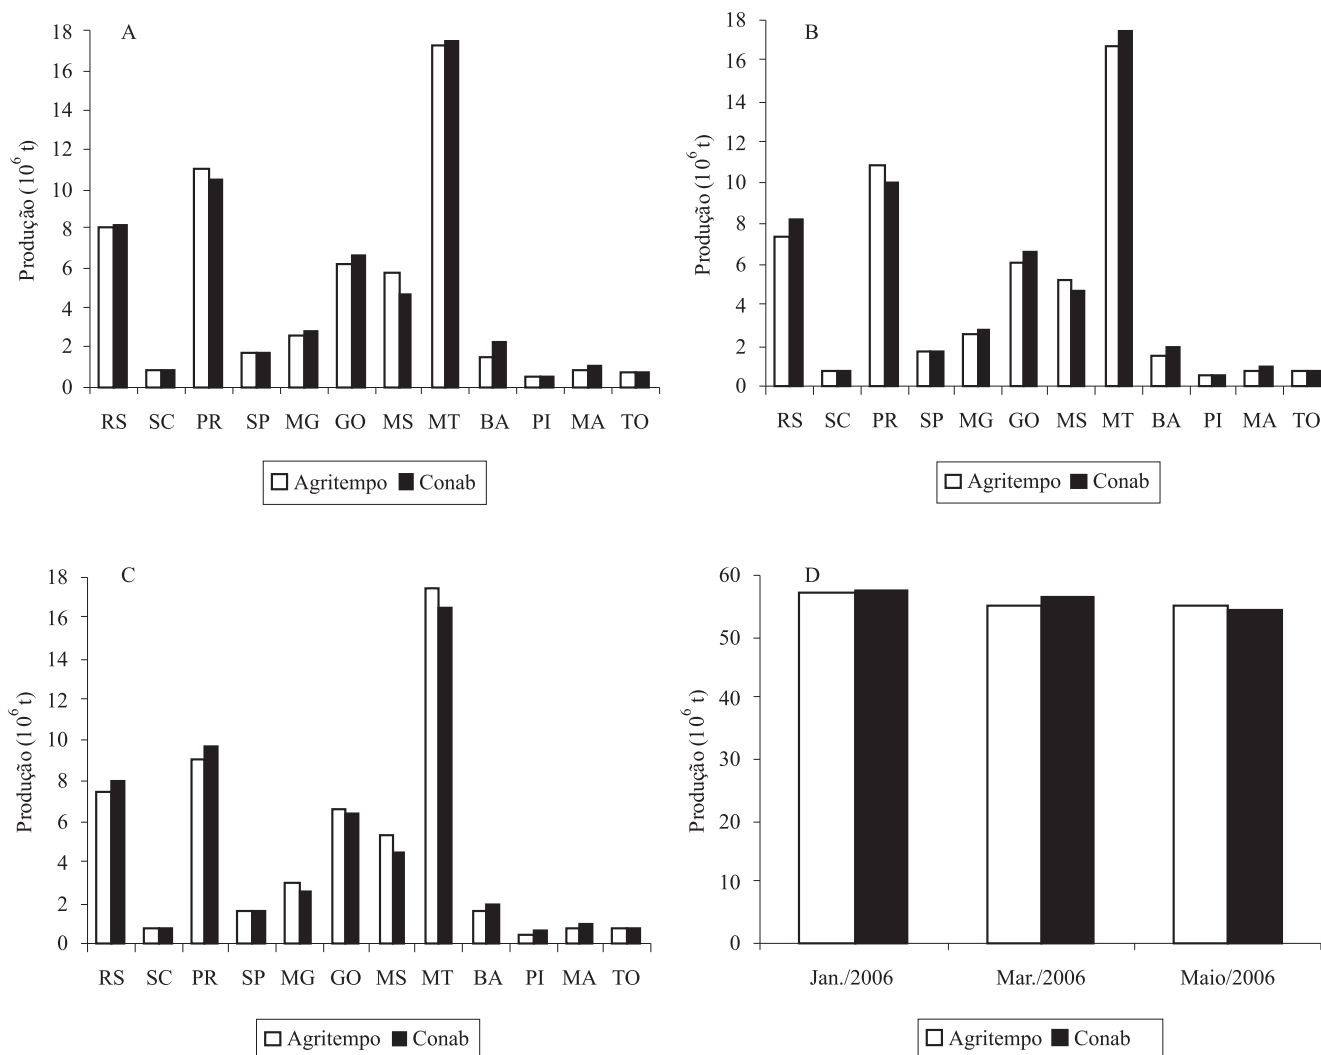 A
Produção (10⁶ t)
18
16
14
12
10
8
6
4
2
0
RS SC PR SP MG GO MS MT BA PI MA TO
Agritempo Conab
B
Produção (10⁶ t)
18
16
14
12
10
8
6
4
2
0
RS SC PR SP MG GO MS MT BA PI MA TO
Agritempo Conab
C
Produção (10⁶ t)
18
16
14
12
10
8
6
4
2
0
RS SC PR SP MG GO MS MT BA PI MA TO
Agritempo Conab
D
Produção (10⁶ t)
60
50
40
30
20
10
0
Jan./2006 Mar./2006 Maio/2006
Agritempo Conab